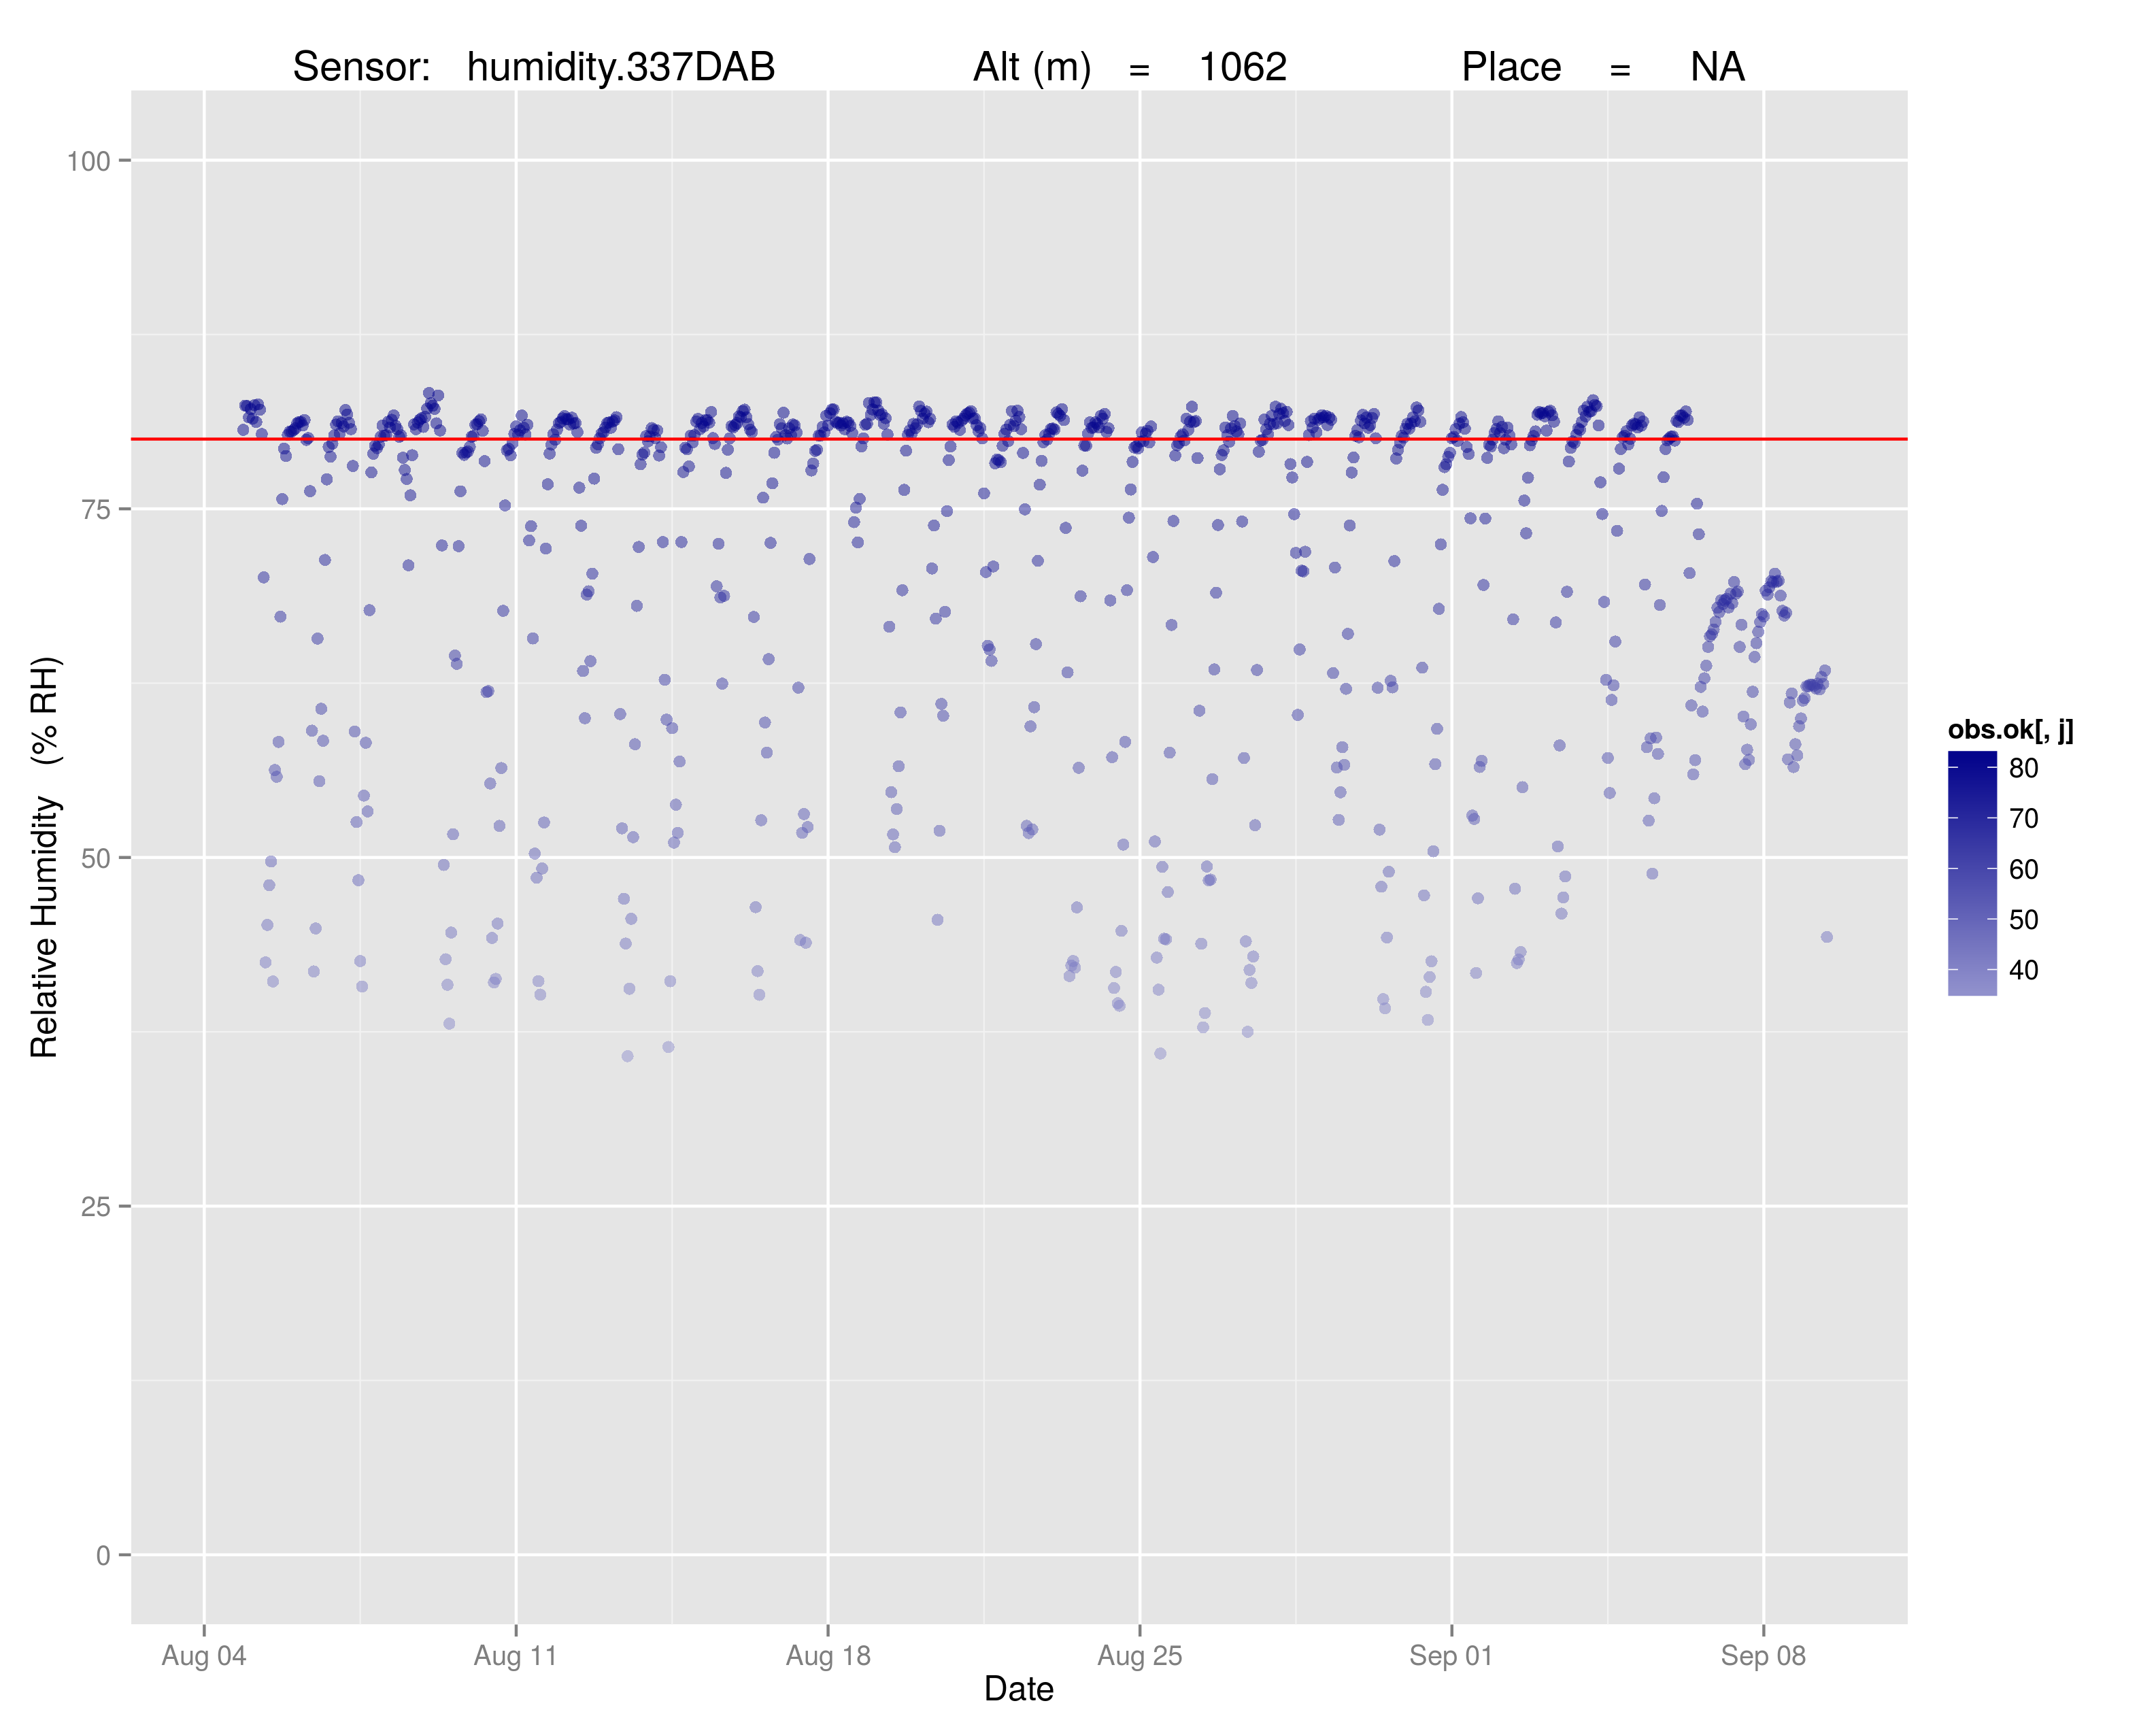 Sensor: humidity.337DAB Alt (m) = 1062 Place = NA
100
75
50
25
0
Relative Humidity (% RH)
Aug 04 Aug 11 Aug 18 Aug 25 Sep 01 Sep 08
Date
obs.ok[, j]
80
70
60
50
40